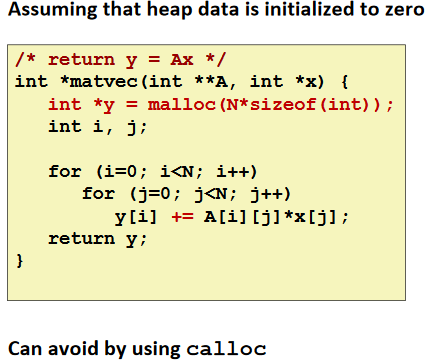 Assuming that heap data is initialized to zero
/* return y = Ax */
int *matvec(int **A, int *x) {
   int *y = malloc(N*sizeof(int));
   int i, j;

   for (i=0; i<N; i++)
      for (j=0; j<N; j++)
         y[i] += A[i][j]*x[j];
   return y;
}
Can avoid by using calloc